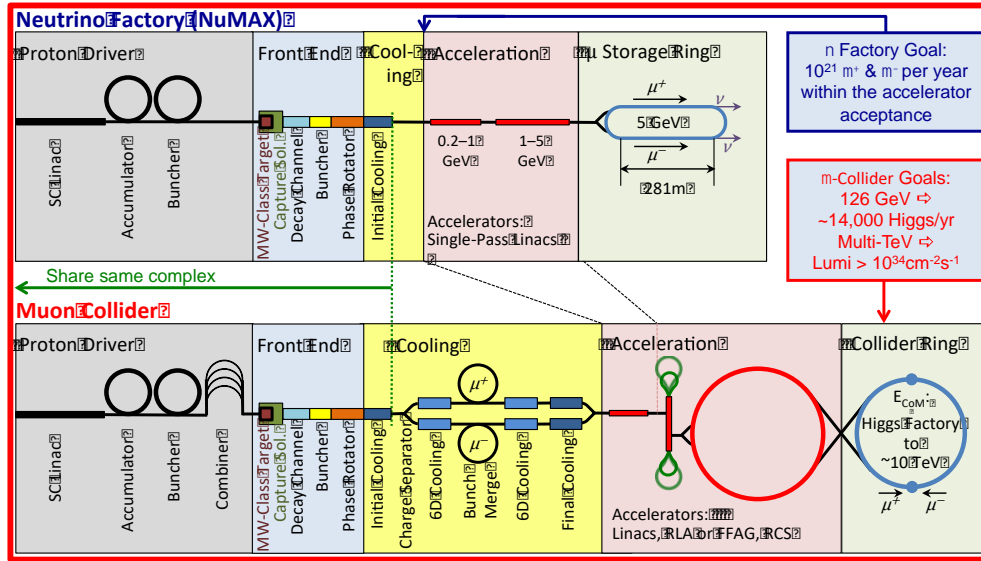 Neutrino Factory (NuMAX)
Proton Driver
Front End
Cool-
ing
Acceleration
μ Storage Ring
SC Linac
Accumulator
Buncher
MW-Class Target
Capture Sol.
Decay Channel
Buncher
Phase Rotator
Initial Cooling
0.2–1
GeV
1–5
GeV
Accelerators:
Single-Pass Linacs
μ+
5 GeV
μ−
ν
ν
281m
n Factory Goal:
10²¹ m⁺ & m⁻ per year
within the accelerator
acceptance
m-Collider Goals:
126 GeV ⇨
~14,000 Higgs/yr
Multi-TeV ⇨
Lumi > 10³⁴cm⁻²s⁻¹
Share same complex
Muon Collider
Proton Driver
Front End
Cooling
Acceleration
Collider Ring
SC Linac
Accumulator
Buncher
Combiner
MW-Class Target
Capture Sol.
Decay Channel
Buncher
Phase Rotator
Initial Cooling
Charge Separator
6D Cooling
μ+
μ−
Bunch
Merge
6D Cooling
Final Cooling
Accelerators:
Linacs, RLA or FFAG, RCS
E CoM:
Higgs Factory
to
~10 TeV
μ+
μ−